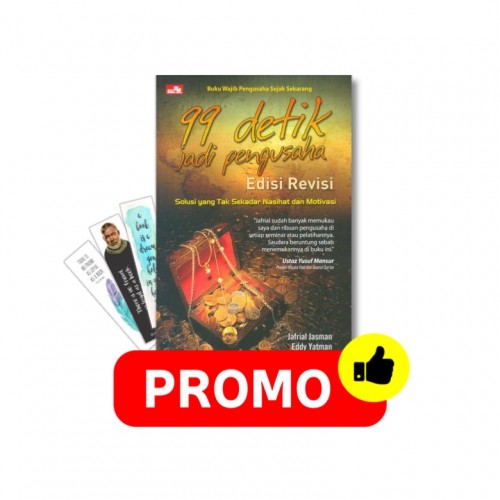 Buku Wajib Pengusaha Sejak Sekarang
99 detik
jadi pengusaha
Edisi Revisi
Solusi yang Tak Sekadar Nasihat dan Motivasi
"Jafrial sudah banyak memukau
saya dan ribuan pengusaha di
setiap seminar atau pelatihannya.
Saudara beruntung sebab
menemukannya di buku ini."
Ustaz Yusuf Mansur
Jafrial Jasman
Eddy Yatman
PROMO